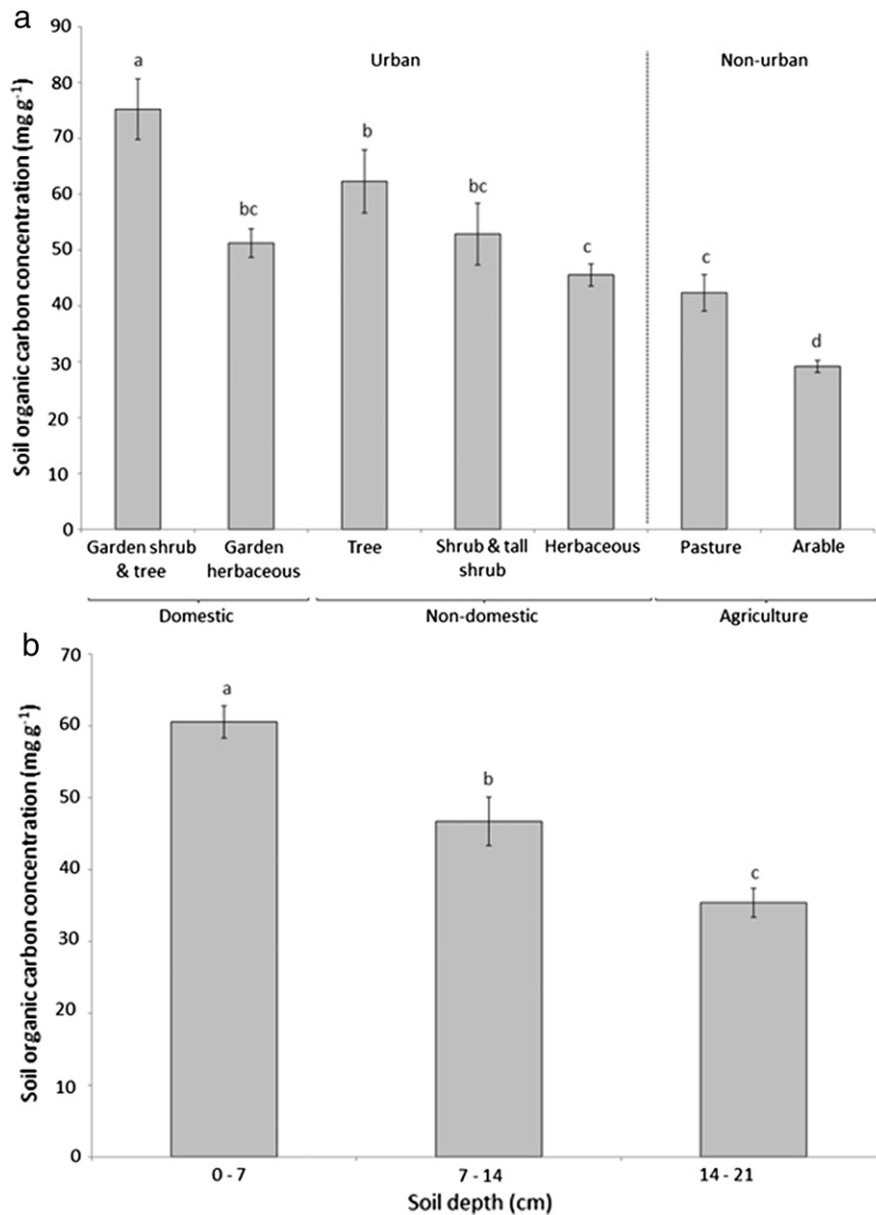 a
Soil organic carbon concentration (mg g⁻¹)
90
80
70
60
50
40
30
20
10
0
Urban
Non-urban
a
bc
b
bc
c
c
d
Garden shrub
& tree
Garden
herbaceous
Tree
Shrub & tall
shrub
Herbaceous
Pasture
Arable
Domestic
Non-domestic
Agriculture
b
Soil organic carbon concentration (mg g⁻¹)
70
60
50
40
30
20
10
0
a
b
c
0 - 7
7 - 14
14 - 21
Soil depth (cm)